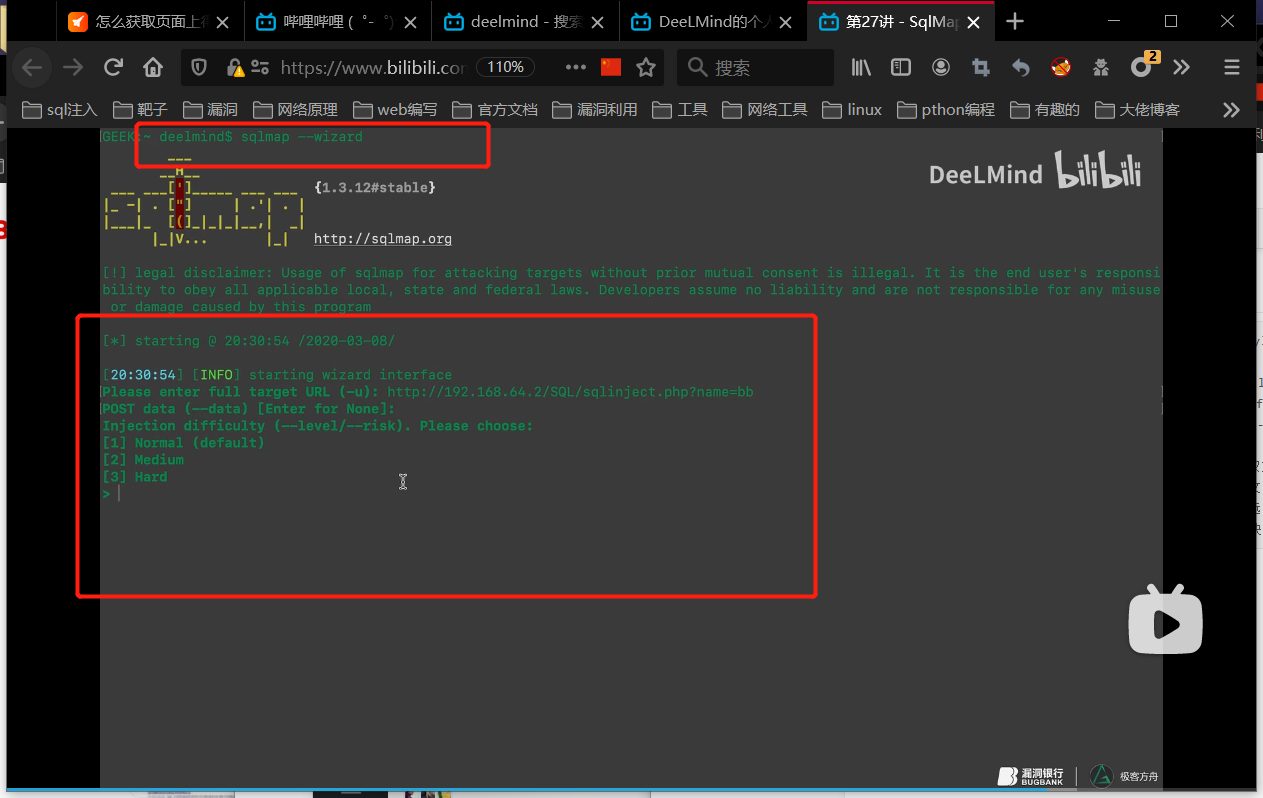 怎么获取页面上得
哔哩哔哩 ( ゜- ゜)
deelmind - 搜索
DeeLMind的个人
第27讲 - SqlMap
https://www.bilibili.com
110%
搜索
2
sql注入
靶子
漏洞
网络原理
web编写
官方文档
漏洞利用
工具
网络工具
linux
pthon编程
有趣的
大佬博客
GEEK:~ deelmind$ sqlmap --wizard
{1.3.12#stable}
http://sqlmap.org
DeeLMind bilibili
[!] legal disclaimer: Usage of sqlmap for attacking targets without prior mutual consent is illegal. It is the end user's responsi
bility to obey all applicable local, state and federal laws. Developers assume no liability and are not responsible for any misuse
or damage caused by this program
[*] starting @ 20:30:54 /2020-03-08/
[20:30:54] [INFO] starting wizard interface
Please enter full target URL (-u): http://192.168.64.2/SQL/sqlinject.php?name=bb
POST data (--data) [Enter for None]:
Injection difficulty (--level/--risk). Please choose:
[1] Normal (default)
[2] Medium
[3] Hard
>
漏洞银行
BUGBANK
极客方舟